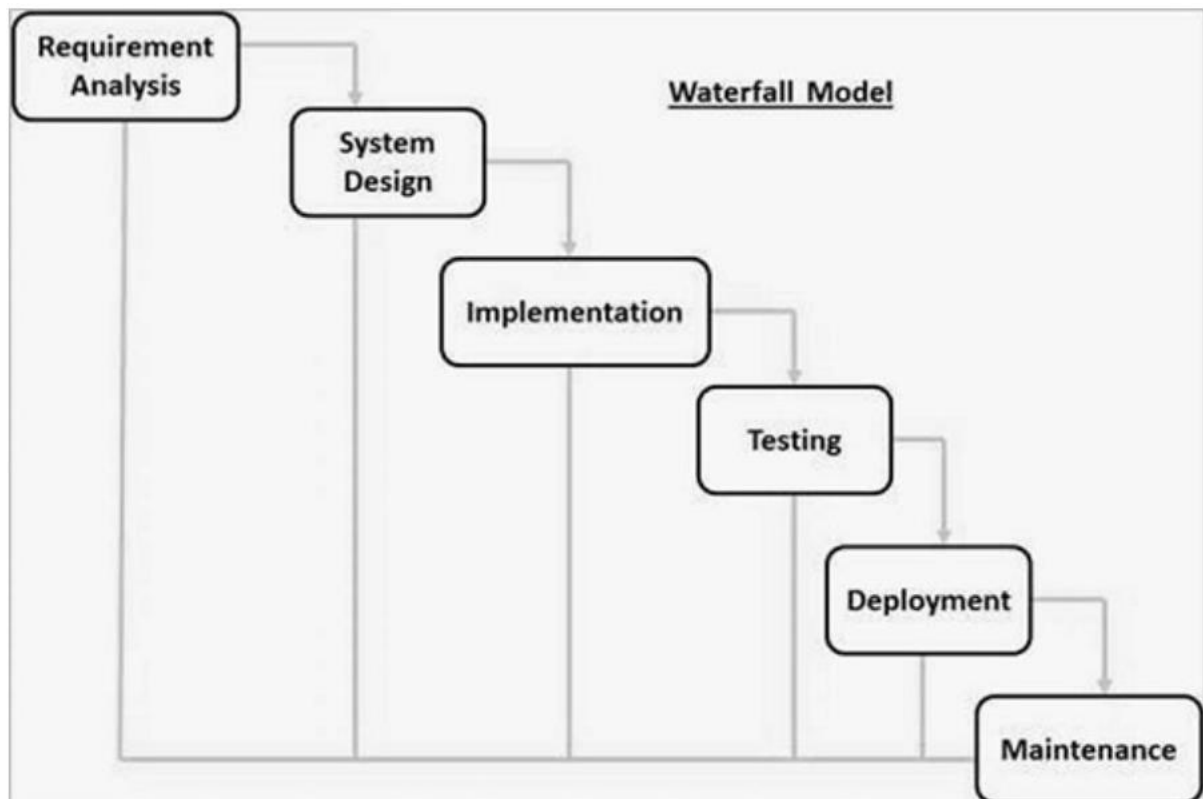 Requirement
Analysis
Waterfall Model
System
Design
Implementation
Testing
Deployment
Maintenance